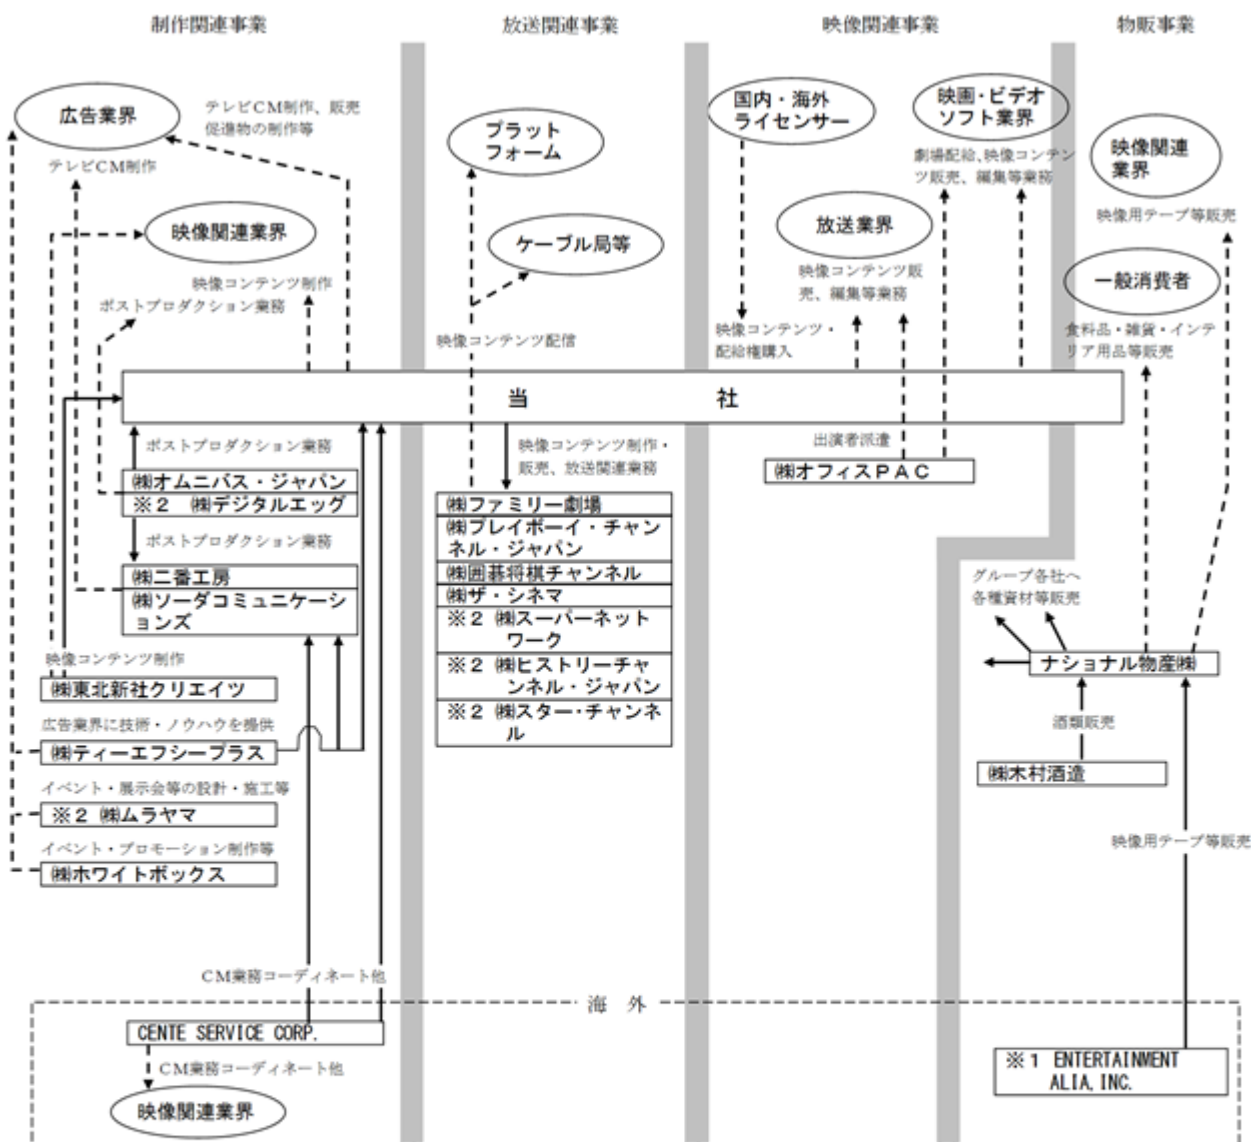 制作関連事業
放送関連事業
映像関連事業
物販事業
広告業界
テレビCM制作、販売
促進物の制作等
テレビCM制作
映像関連業界
映像コンテンツ制作
ポストプロダクション業務
プラット
フォーム
ケーブル局等
映像コンテンツ配信
国内・海外
ライセンサー
映画・ビデオ
ソフト業界
劇場配給、映像コンテン
ツ販売、編集等業務
放送業界
映像コンテンツ販
売、編集等業務
映像コンテンツ・
配給権購入
映像関連
業界
映像用テープ等販売
一般消費者
食料品・雑貨・インテ
リア用品等販売
当社
ポストプロダクション業務
㈱オムニバス・ジャパン
※2 ㈱デジタルエッグ
ポストプロダクション業務
㈱二番工房
㈱ソーダコミュニケーシ
ョンズ
映像コンテンツ制作
㈱東北新社クリエイツ
広告業界に技術・ノウハウを提供
㈱ティーエフシープラス
イベント・展示会等の設計・施工等
※2 ㈱ムラヤマ
イベント・プロモーション制作等
㈱ホワイトボックス
映像コンテンツ制作・
販売、放送関連業務
㈱ファミリー劇場
㈱プレイボーイ・チャン
ネル・ジャパン
㈱囲碁将棋チャンネル
㈱ザ・シネマ
※2 ㈱スーパーネット
ワーク
※2 ㈱ヒストリーチャ
ンネル・ジャパン
※2 ㈱スター・チャンネ
ル
出演者派遣
㈱オフィスPAC
グループ各社へ
各種資材等販売
ナショナル物産㈱
酒類販売
㈱木村酒造
映像用テープ等販売
CM業務コーディネート他
海外
CENTE SERVICE CORP.
CM業務コーディネート他
映像関連業界
※1 ENTERTAINMENT
ALIA, INC.